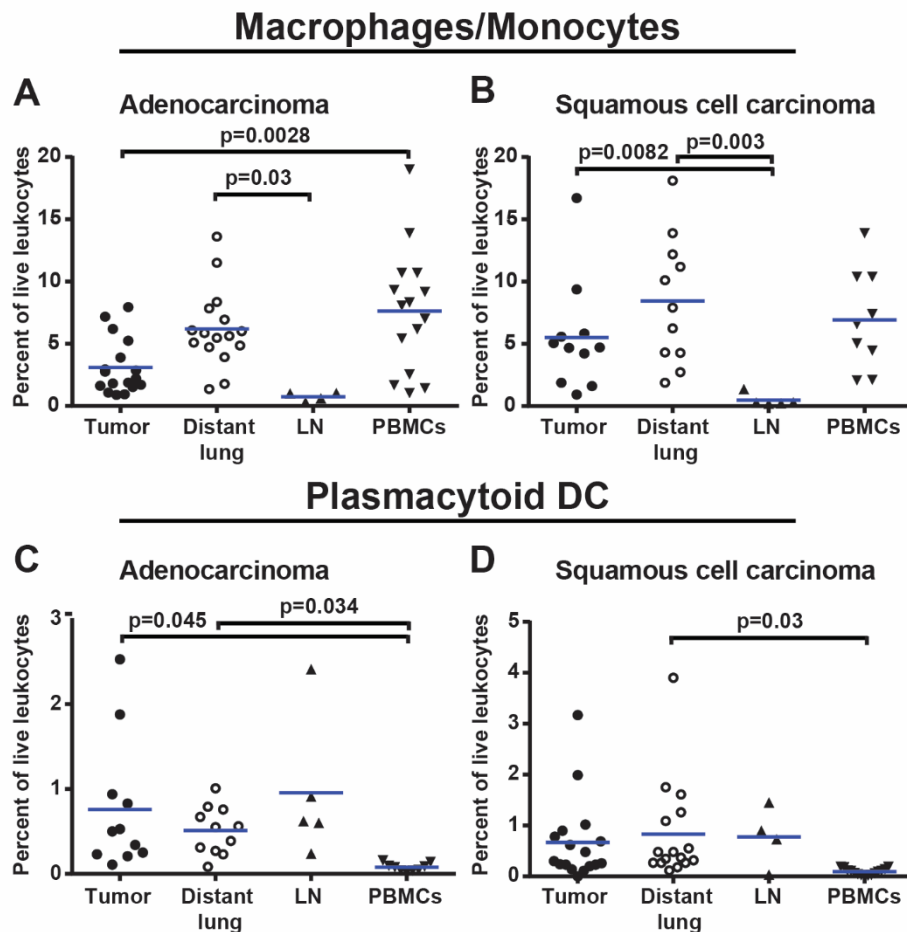 Macrophages/Monocytes
A
Adenocarcinoma
p=0.0028
p=0.03
Percent of live leukocytes
20
15
10
5
0
Tumor Distant lung LN PBMCs
B
Squamous cell carcinoma
p=0.0082 p=0.003
Percent of live leukocytes
20
15
10
5
0
Tumor Distant lung LN PBMCs
Plasmacytoid DC
C
Adenocarcinoma
p=0.034
p=0.045
Percent of live leukocytes
3
2
1
0
Tumor Distant lung LN PBMCs
D
Squamous cell carcinoma
p=0.03
Percent of live leukocytes
5
4
3
2
1
0
Tumor Distant lung LN PBMCs